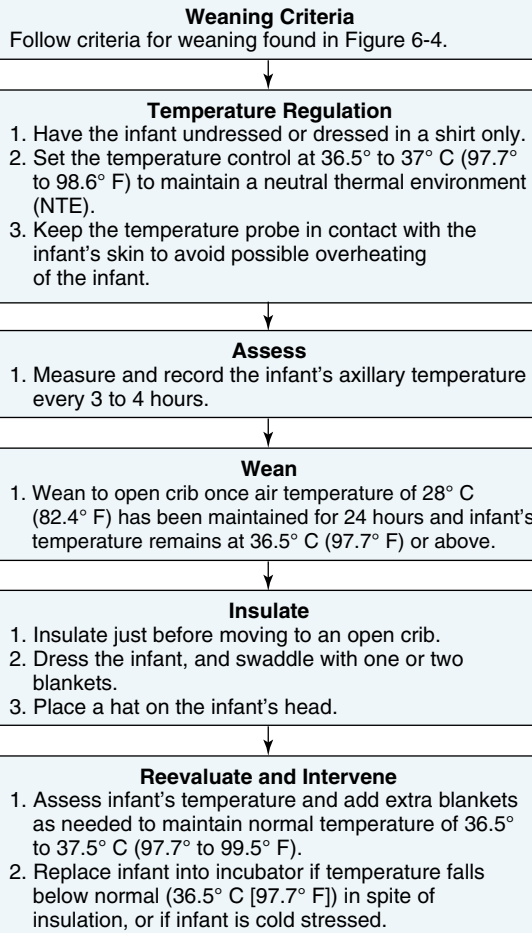 Weaning Criteria
Follow criteria for weaning found in Figure 6-4.
Temperature Regulation
1. Have the infant undressed or dressed in a shirt only.
2. Set the temperature control at 36.5° to 37° C (97.7°
to 98.6° F) to maintain a neutral thermal environment
(NTE).
3. Keep the temperature probe in contact with the
infant's skin to avoid possible overheating
of the infant.
Assess
1. Measure and record the infant's axillary temperature
every 3 to 4 hours.
Wean
1. Wean to open crib once air temperature of 28° C
(82.4° F) has been maintained for 24 hours and infant's
temperature remains at 36.5° C (97.7° F) or above.
Insulate
1. Insulate just before moving to an open crib.
2. Dress the infant, and swaddle with one or two
blankets.
3. Place a hat on the infant's head.
Reevaluate and Intervene
1. Assess infant's temperature and add extra blankets
as needed to maintain normal temperature of 36.5°
to 37.5° C (97.7° to 99.5° F).
2. Replace infant into incubator if temperature falls
below normal (36.5° C [97.7° F]) in spite of
insulation, or if infant is cold stressed.